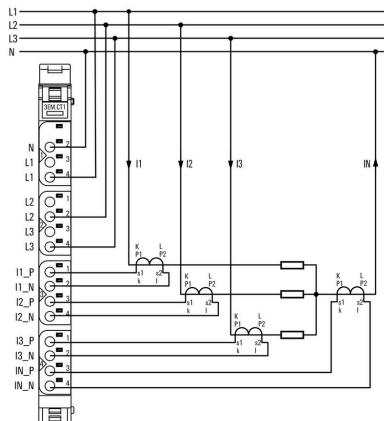 L1
L2
L3
N
3EM.CT1
1
N 2
L1 3
L1 4
I1 I2 I3 IN
L2 1
L2 2
L3 3
L3 4
K L
P1 P2
s1 s2
k l
I1_P 1
I1_N 2
I2_P 3
I2_N 4
K L
P1 P2
s1 s2
k l
K L
P1 P2
s1 s2
k l
K L
P1 P2
s1 s2
k l
I3_P 1
I3_N 2
IN_P 3
IN_N 4